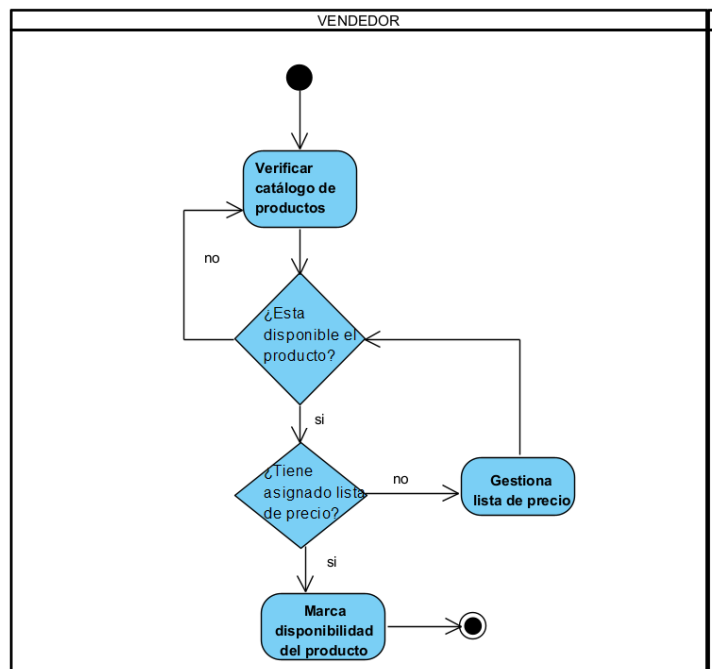 VENDEDOR
Verificar
catálogo de
productos
no
¿Esta
disponible el
producto?
si
¿Tiene
asignado lista
de precio?
no
Gestiona
lista de precio
si
Marca
disponibilidad
del producto